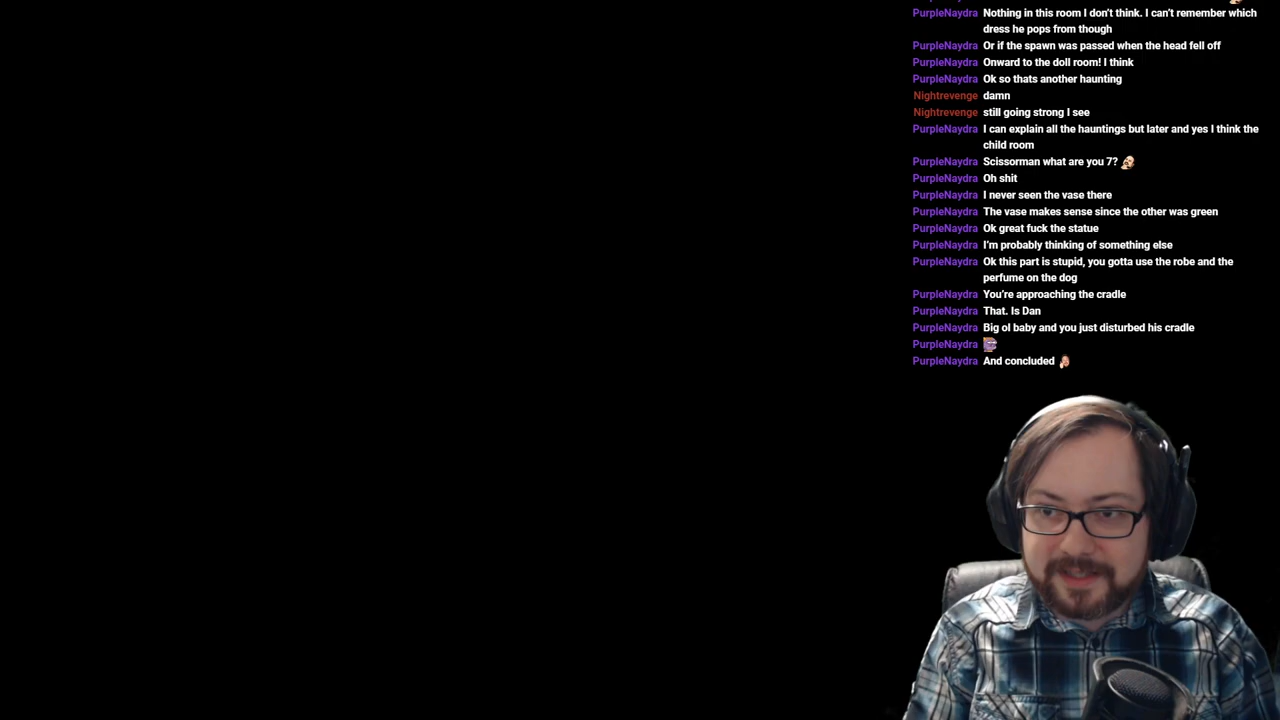 PurpleNaydra Nothing in this room I don't think. I can't remember which
dress he pops from though
PurpleNaydra Or if the spawn was passed when the head fell off
PurpleNaydra Onward to the doll room! I think
PurpleNaydra Ok so thats another haunting
Nightrevenge damn
Nightrevenge still going strong I see
PurpleNaydra I can explain all the hauntings but later and yes I think the
child room
PurpleNaydra Scissorman what are you 7?
PurpleNaydra Oh shit
PurpleNaydra I never seen the vase there
PurpleNaydra The vase makes sense since the other was green
PurpleNaydra Ok great fuck the statue
PurpleNaydra I'm probably thinking of something else
PurpleNaydra Ok this part is stupid, you gotta use the robe and the
perfume on the dog
PurpleNaydra You're approaching the cradle
PurpleNaydra That. Is Dan
PurpleNaydra Big ol baby and you just disturbed his cradle
PurpleNaydra
PurpleNaydra And concluded